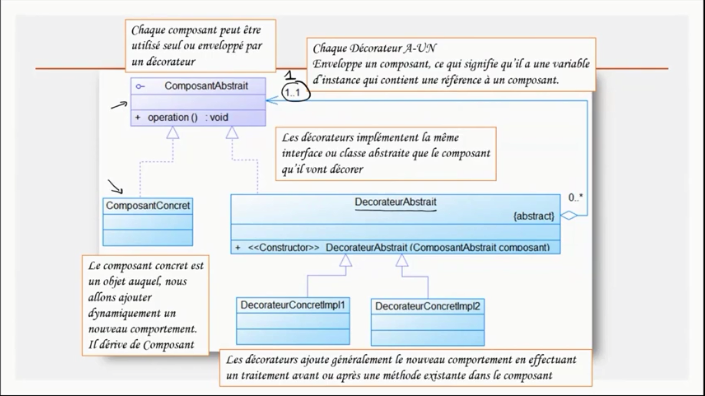 Chaque composant peut être
utilisé seul ou enveloppé par
un décorateur
Chaque Décorateur A-UN
Enveloppe un composant, ce qui signifie qu'il a une variable
d'instance qui contient une référence à un composant.
ComposantAbstrait
+ operation () : void
1
1..1
Les décorateurs implémentent la même
interface ou classe abstraite que le composant
qu'il vont décorer
ComposantConcret
DecorateurAbstrait
{abstract}
0..*
+ <<Constructor>> DecorateurAbstrait (ComposantAbstrait composant)
Le composant concret est
un objet auquel, nous
allons ajouter
dynamiquement un
nouveau comportement.
Il dérive de Composant
DecorateurConcretImpl1
DecorateurConcretImpl2
Les décorateurs ajoute généralement le nouveau comportement en effectuant
un traitement avant ou après une méthode existante dans le composant